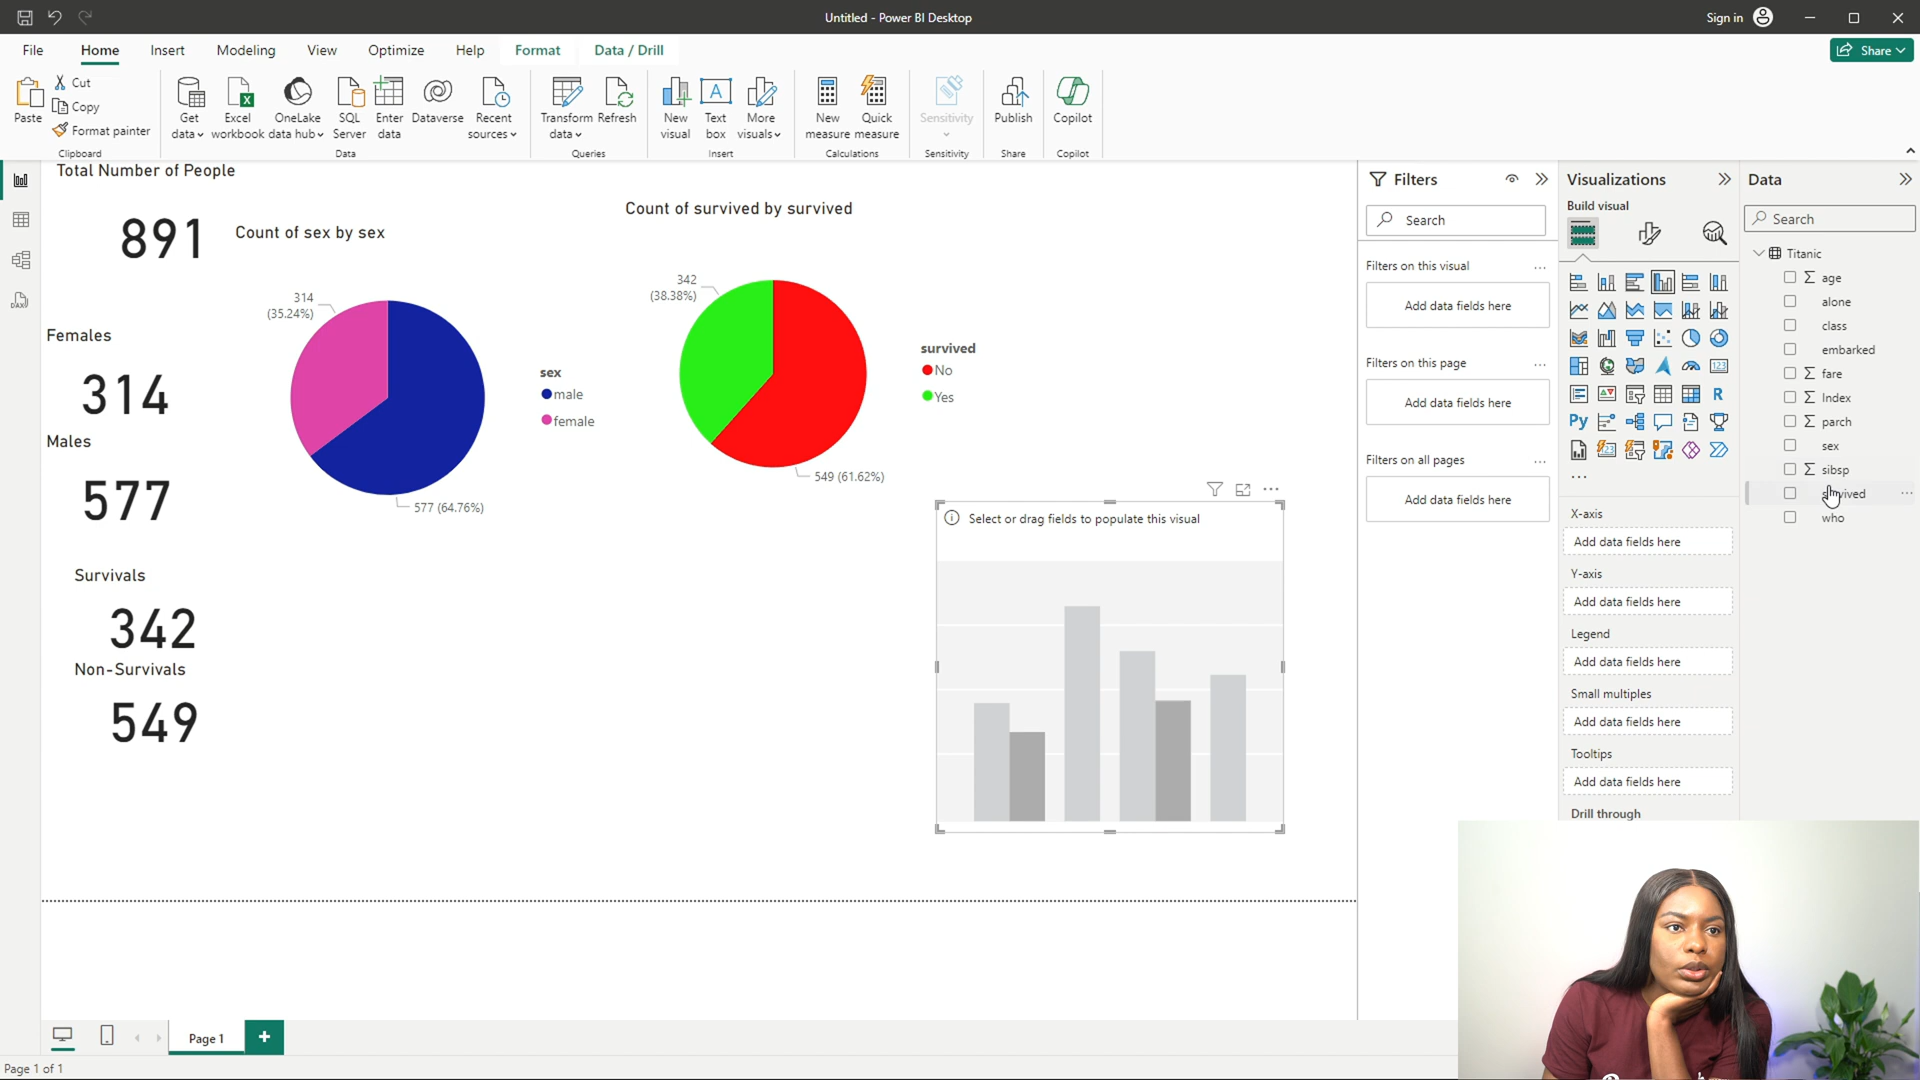 Untitled - Power BI Desktop
Sign in
File Home Insert Modeling View Optimize Help Format Data / Drill
Share
Paste
Cut
Copy
Format painter
Get data
Excel workbook
OneLake data hub
SQL Server
Enter data
Dataverse
Recent sources
Transform data
Refresh
New visual
Text box
More visuals
New measure
Quick measure
Sensitivity
Publish
Copilot
Clipboard
Data
Queries
Insert
Calculations
Sensitivity
Share
Copilot
Total Number of People
891
Females
314
Males
577
Survivals
342
Non-Survivals
549
Count of sex by sex
314
(35.24%)
577 (64.76%)
sex
male
female
Count of survived by survived
342
(38.38%)
549 (61.62%)
survived
No
Yes
Select or drag fields to populate this visual
Filters
Search
Filters on this visual
Add data fields here
Filters on this page
Add data fields here
Filters on all pages
Add data fields here
Visualizations
Build visual
123
R
Py
X-axis
Add data fields here
Y-axis
Add data fields here
Legend
Add data fields here
Small multiples
Add data fields here
Tooltips
Add data fields here
Drill through
Data
Search
Titanic
age
alone
class
embarked
fare
Index
parch
sex
sibsp
survived
who
Page 1
Page 1 of 1